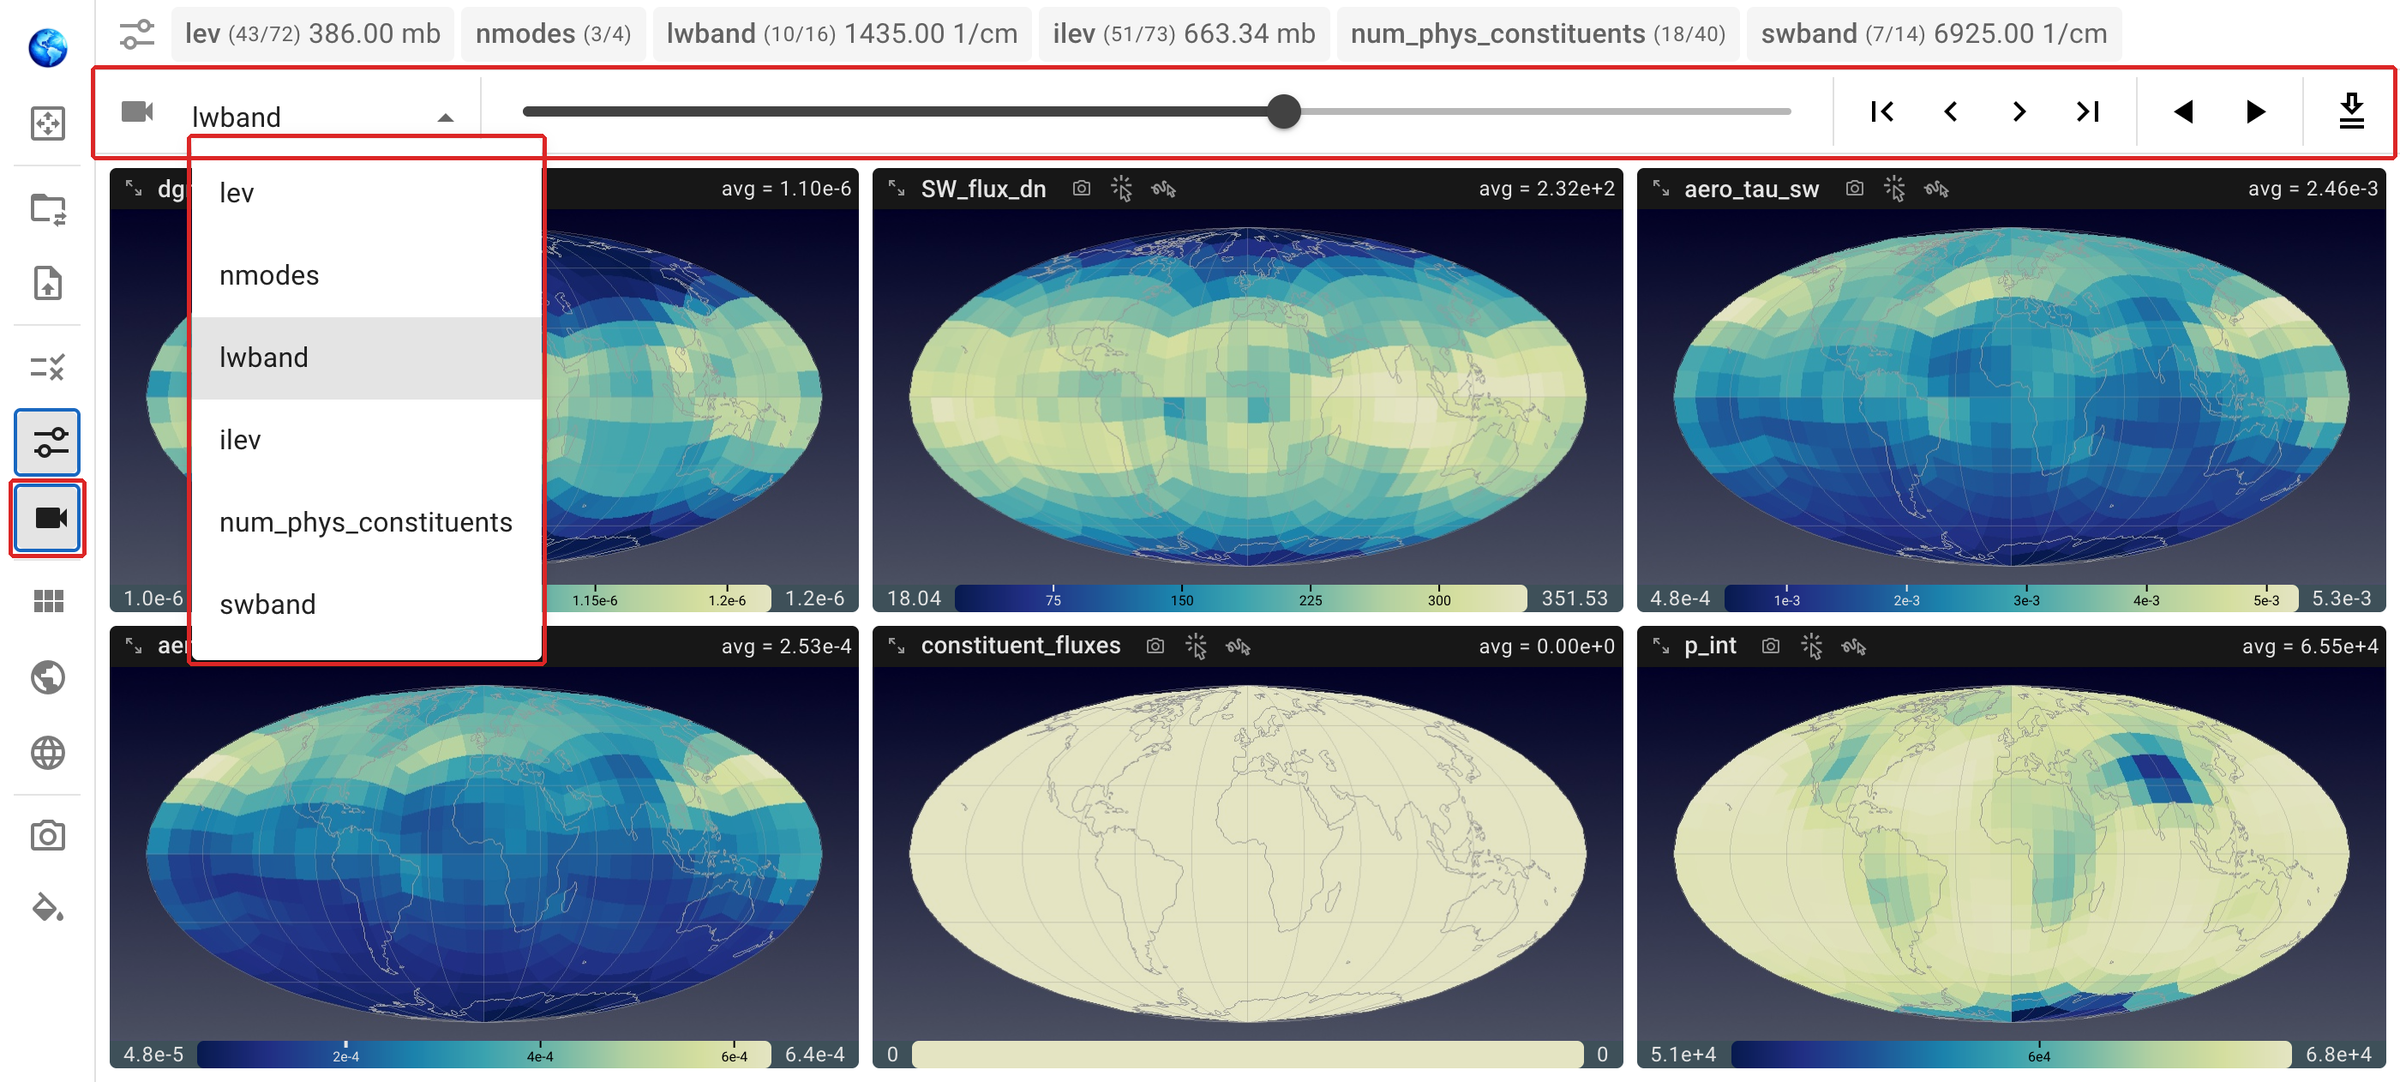 lev (43/72) 386.00 mb nmodes (3/4) lwband (10/16) 1435.00 1/cm ilev (51/73) 663.34 mb num_phys_constituents (18/40) swband (7/14) 6925.00 1/cm
lwband
lev
nmodes
lwband
ilev
num_phys_constituents
swband
avg = 1.10e-6
1.0e-6 1.15e-6 1.2e-6 1.2e-6
SW_flux_dn avg = 2.32e+2
18.04 75 150 225 300 351.53
aero_tau_sw avg = 2.46e-3
4.8e-4 1e-3 2e-3 3e-3 4e-3 5e-3 5.3e-3
avg = 2.53e-4
4.8e-5 2e-4 4e-4 6e-4 6.4e-4
constituent_fluxes avg = 0.00e+0
0 0
p_int avg = 6.55e+4
5.1e+4 6e4 6.8e+4